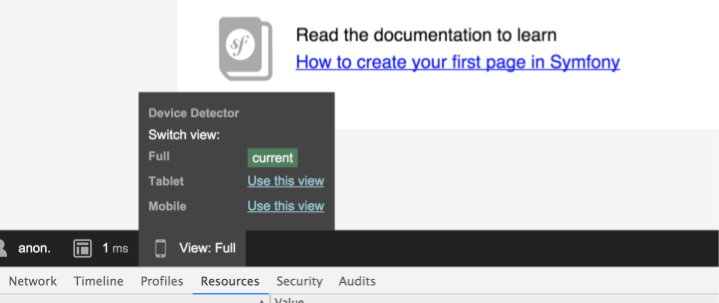 sf
Read the documentation to learn
How to create your first page in Symfony
Device Detector
Switch view:
Full current
Tablet Use this view
Mobile Use this view
anon. 1 ms View: Full
Network Timeline Profiles Resources Security Audits
Value